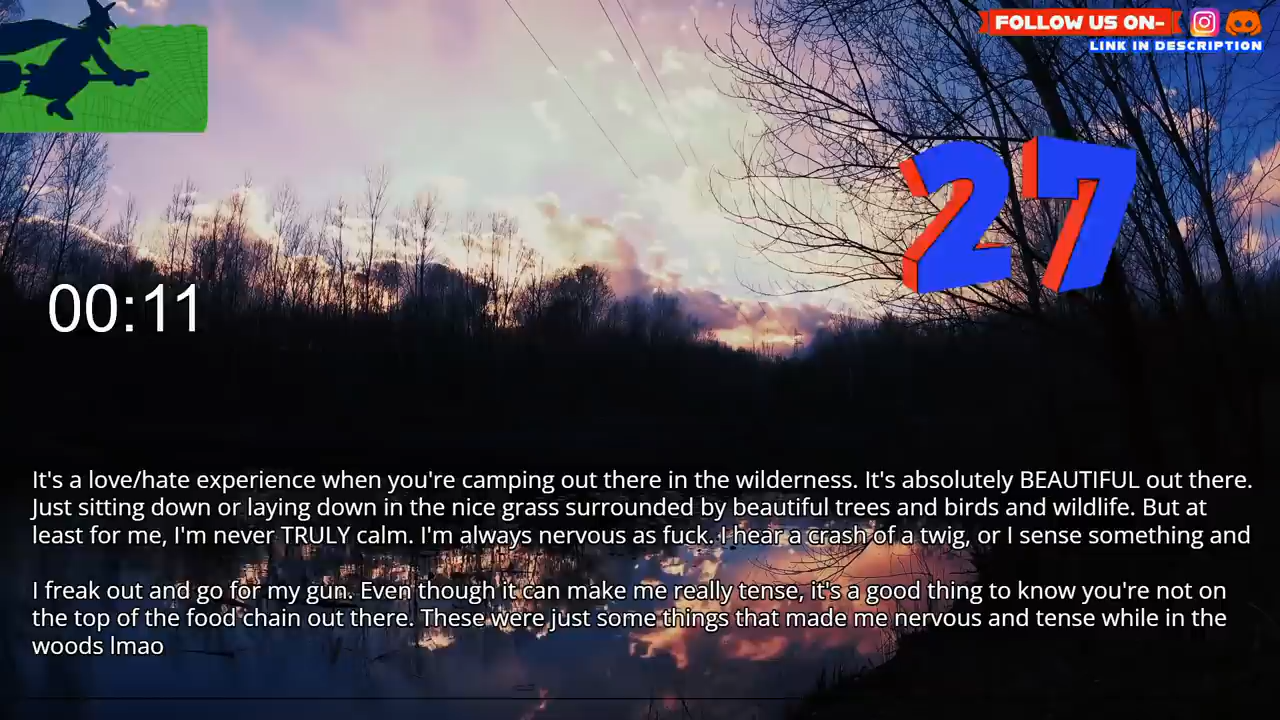 FOLLOW US ON-
LINK IN DESCRIPTION
27
00:11
It's a love/hate experience when you're camping out there in the wilderness. It's absolutely BEAUTIFUL out there.
Just sitting down or laying down in the nice grass surrounded by beautiful trees and birds and wildlife. But at
least for me, I'm never TRULY calm. I'm always nervous as fuck. I hear a crash of a twig, or I sense something and
I freak out and go for my gun. Even though it can make me really tense, it's a good thing to know you're not on
the top of the food chain out there. These were just some things that made me nervous and tense while in the
woods lmao